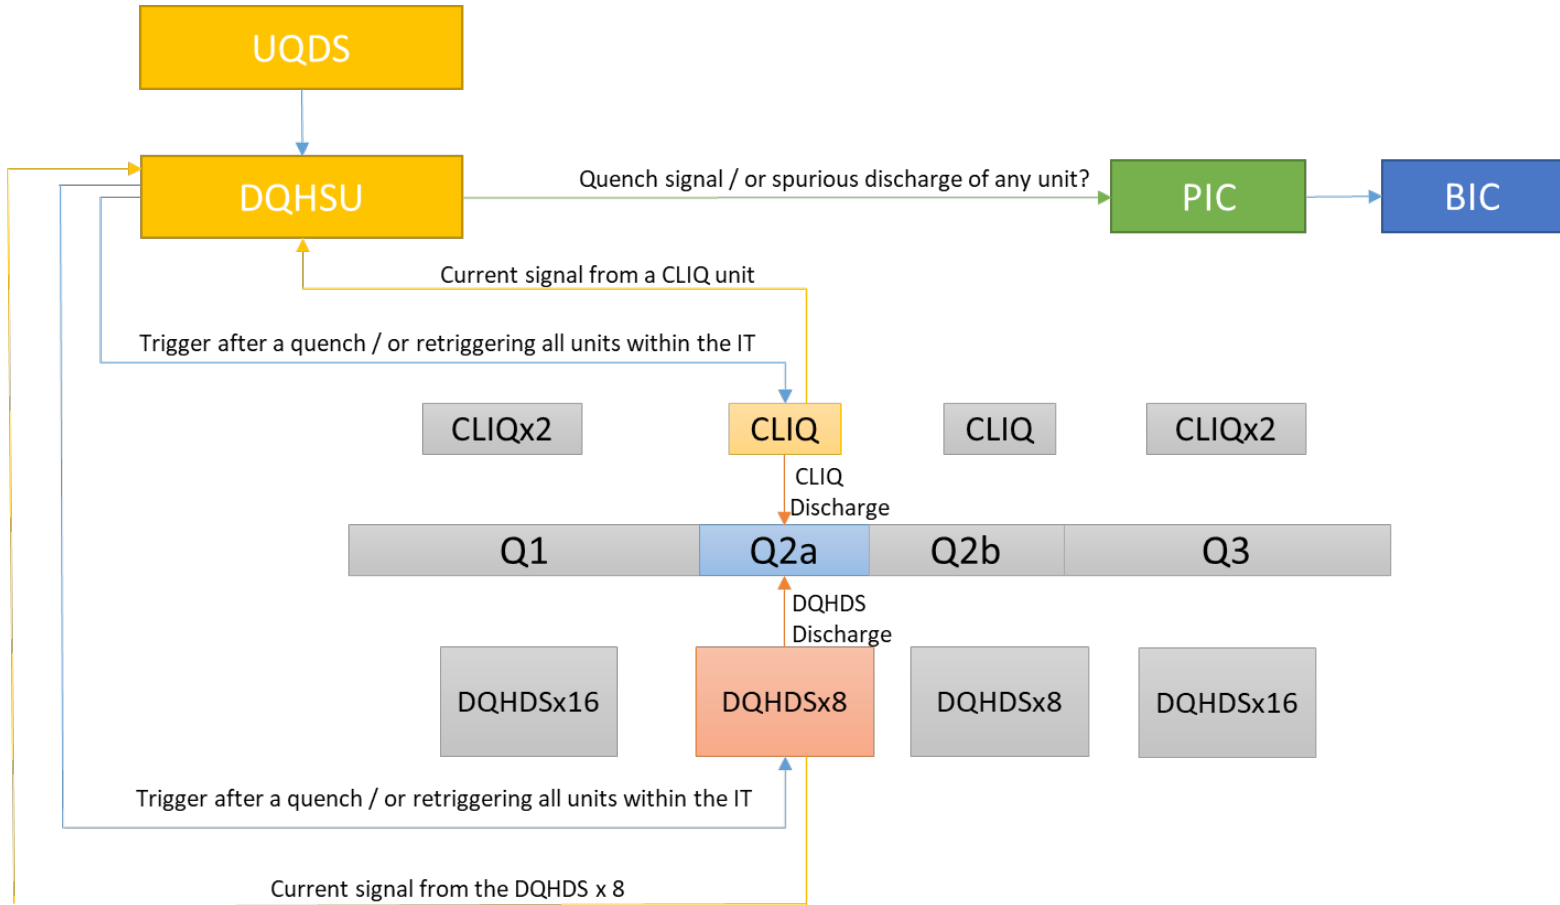 UQDS
DQHSU
Quench signal / or spurious discharge of any unit?
PIC
BIC
Current signal from a CLIQ unit
Trigger after a quench / or retriggering all units within the IT
CLIQx2
CLIQ
CLIQ
CLIQx2
CLIQ
Discharge
Q1
Q2a
Q2b
Q3
DQHDS
Discharge
DQHDSx16
DQHDSx8
DQHDSx8
DQHDSx16
Trigger after a quench / or retriggering all units within the IT
Current signal from the DQHDS x 8